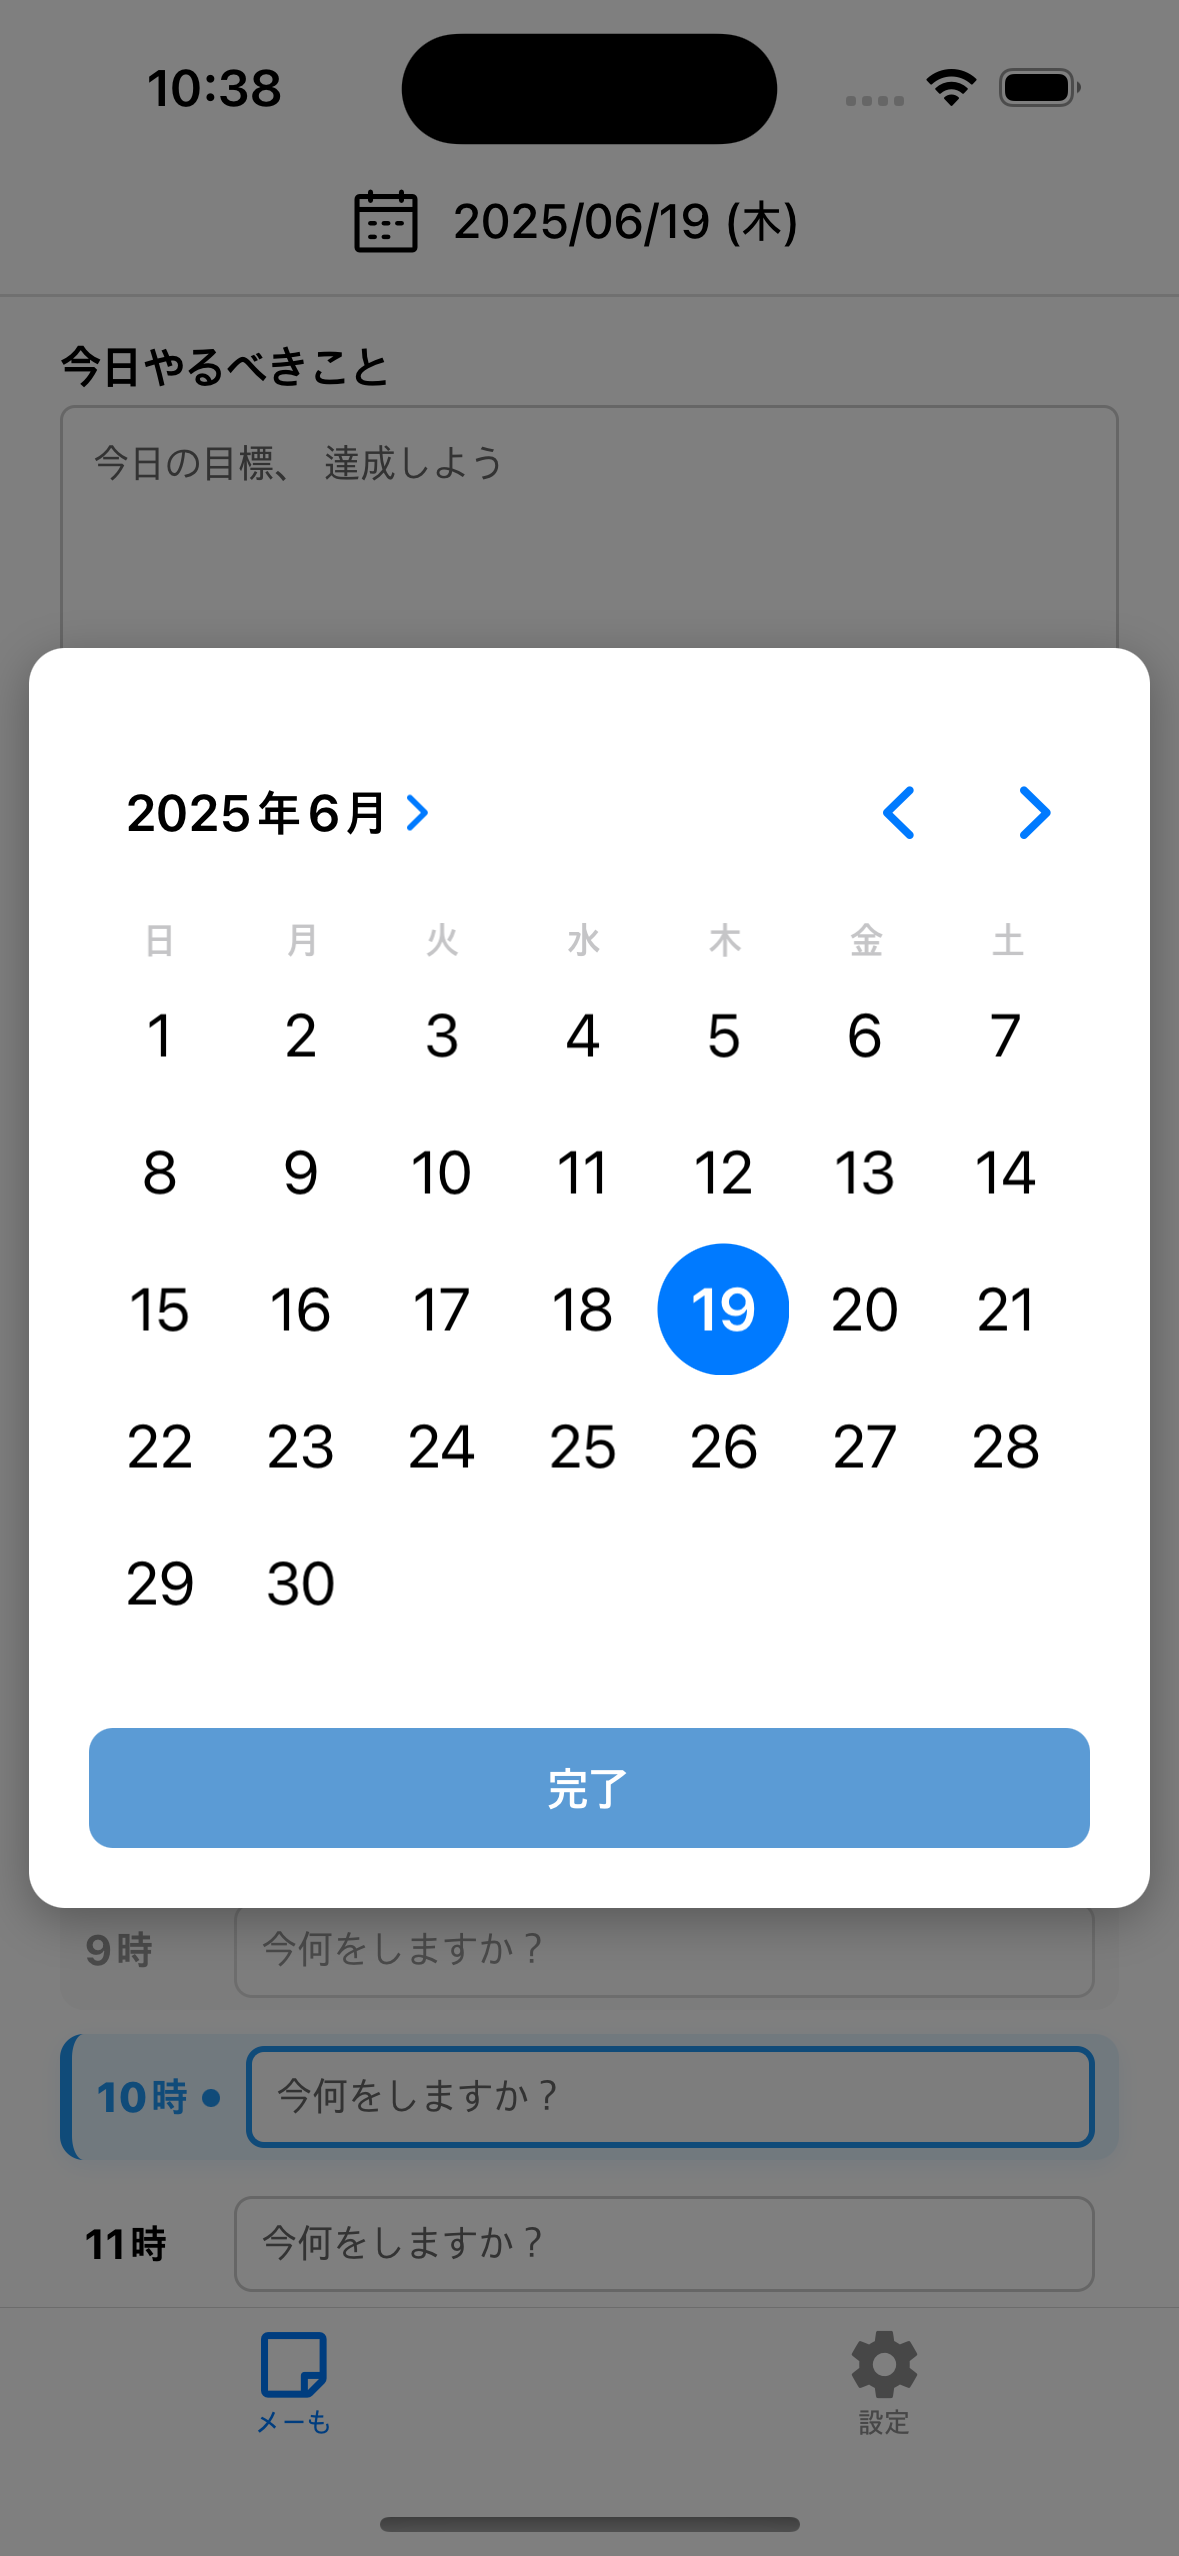 10:38
2025/06/19 (木)
今日やるべきこと
今日の目標、 達成しよう
2025年6月
日 月 火 水 木 金 土
1 2 3 4 5 6 7
8 9 10 11 12 13 14
15 16 17 18 19 20 21
22 23 24 25 26 27 28
29 30
完了
9時 今何をしますか？
10時 今何をしますか？
11時 今何をしますか？
メーも 設定